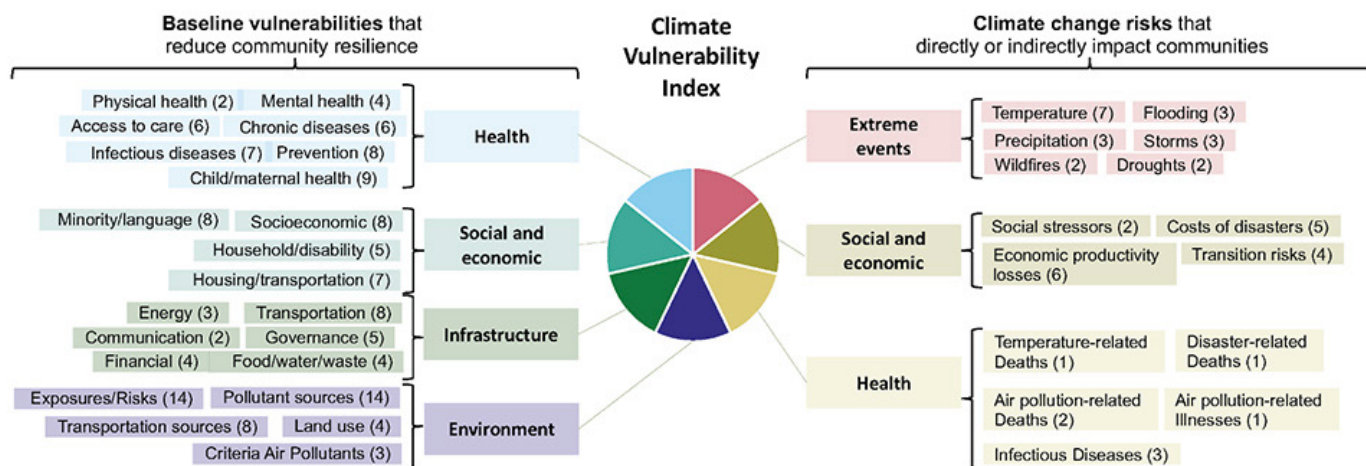 Baseline vulnerabilities that
reduce community resilience
Climate
Vulnerability
Index
Climate change risks that
directly or indirectly impact communities
Physical health (2) Mental health (4)
Access to care (6) Chronic diseases (6)
Infectious diseases (7) Prevention (8)
Child/maternal health (9)
Health
Minority/language (8) Socioeconomic (8)
Household/disability (5)
Housing/transportation (7)
Social and
economic
Energy (3) Transportation (8)
Communication (2) Governance (5)
Financial (4) Food/water/waste (4)
Infrastructure
Exposures/Risks (14) Pollutant sources (14)
Transportation sources (8) Land use (4)
Criteria Air Pollutants (3)
Environment
Extreme
events
Temperature (7) Flooding (3)
Precipitation (3) Storms (3)
Wildfires (2) Droughts (2)
Social and
economic
Social stressors (2) Costs of disasters (5)
Economic productivity
losses (6)
Transition risks (4)
Health
Temperature-related
Deaths (1)
Disaster-related
Deaths (1)
Air pollution-related
Deaths (2)
Air pollution-related
Illnesses (1)
Infectious Diseases (3)